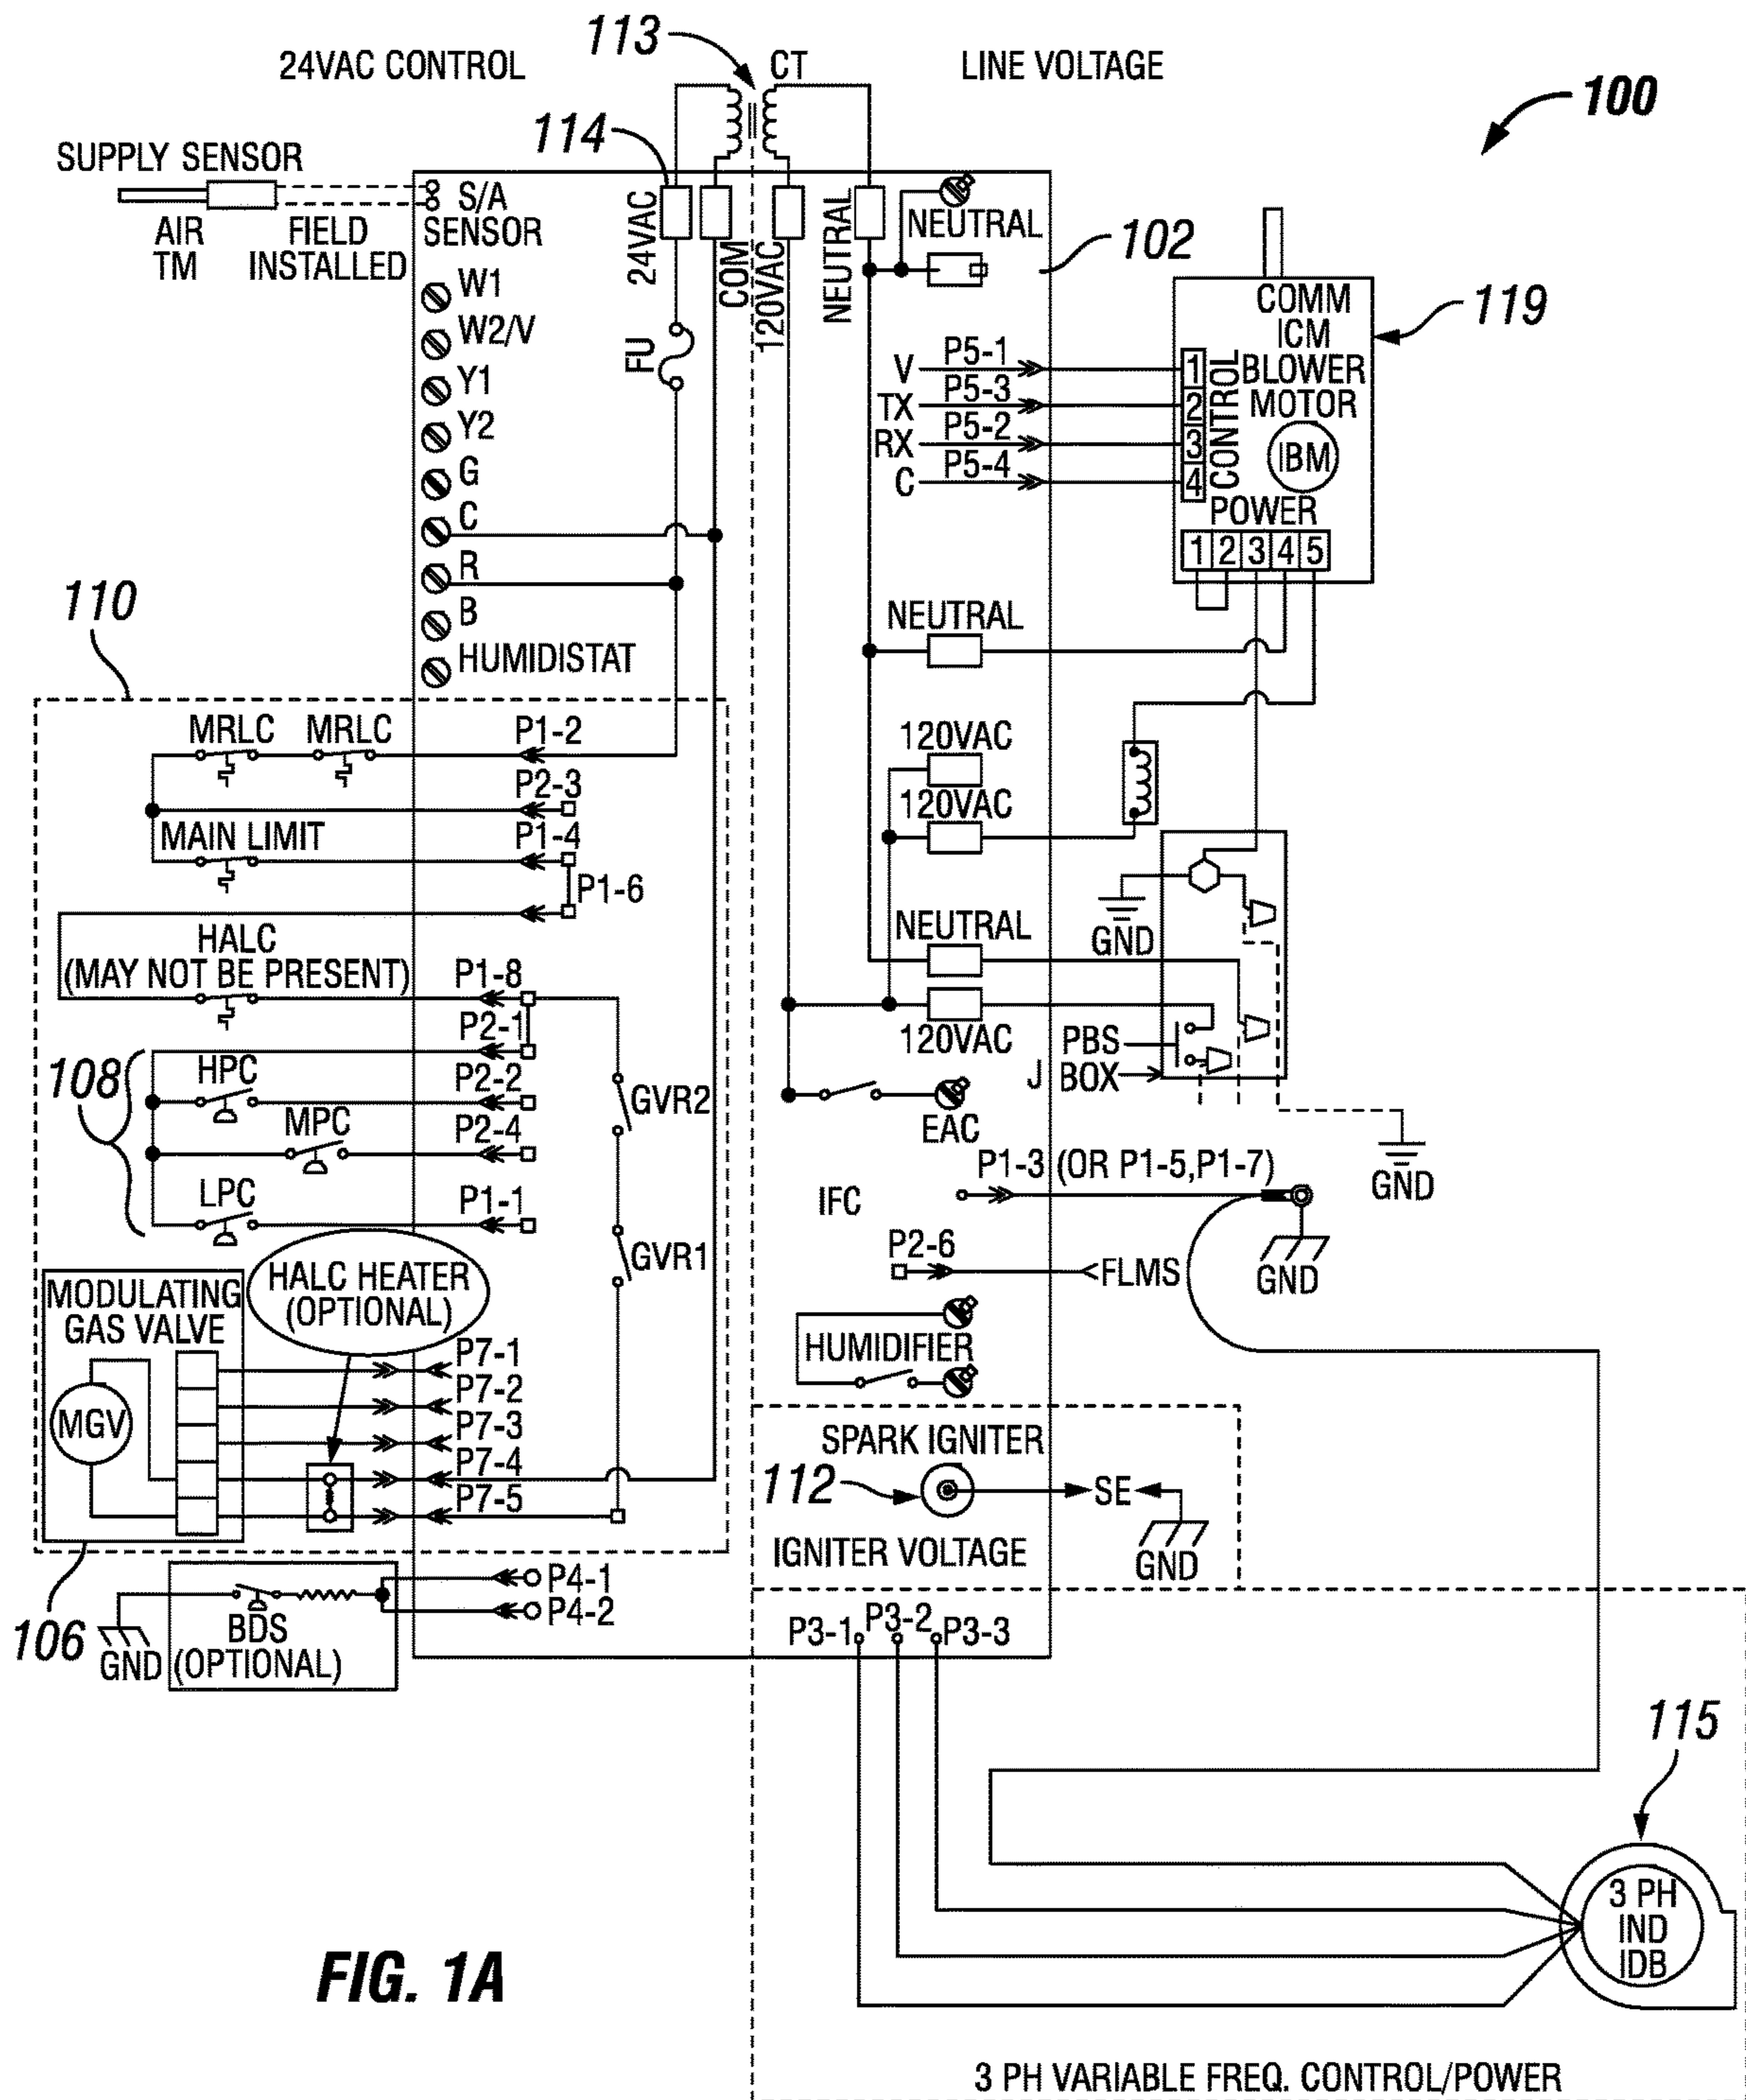 113
24VAC CONTROL
CT
LINE VOLTAGE
100
114
SUPPLY SENSOR
S/A
SENSOR
AIR
TM
FIELD
INSTALLED
24VAC
COM
120VAC
NEUTRAL
NEUTRAL
102
W1
W2/V
Y1
Y2
G
C
R
B
HUMIDISTAT
FU
V P5-1
TX P5-3
RX P5-2
C P5-4
COMM
ICM
BLOWER
MOTOR
IBM
CONTROL
1
2
3
4
POWER
1 2 3 4 5
119
110
NEUTRAL
MRLC MRLC P1-2
P2-3
MAIN LIMIT P1-4
P1-6
120VAC
120VAC
HALC
(MAY NOT BE PRESENT) P1-8
P2-1
NEUTRAL
GND
120VAC
PBS
J BOX
108
HPC P2-2
MPC P2-4
LPC P1-1
GVR2
GVR1
EAC
GND
P1-3 (OR P1-5,P1-7)
IFC
P2-6
FLMS
GND
HALC HEATER
(OPTIONAL)
MODULATING
GAS VALVE
MGV
P7-1
P7-2
P7-3
P7-4
P7-5
HUMIDIFIER
SPARK IGNITER
112
SE
IGNITER VOLTAGE
GND
106
GND
BDS
(OPTIONAL)
P4-1
P4-2
P3-1 P3-2 P3-3
115
3 PH
IND
IDB
FIG. 1A
3 PH VARIABLE FREQ. CONTROL/POWER